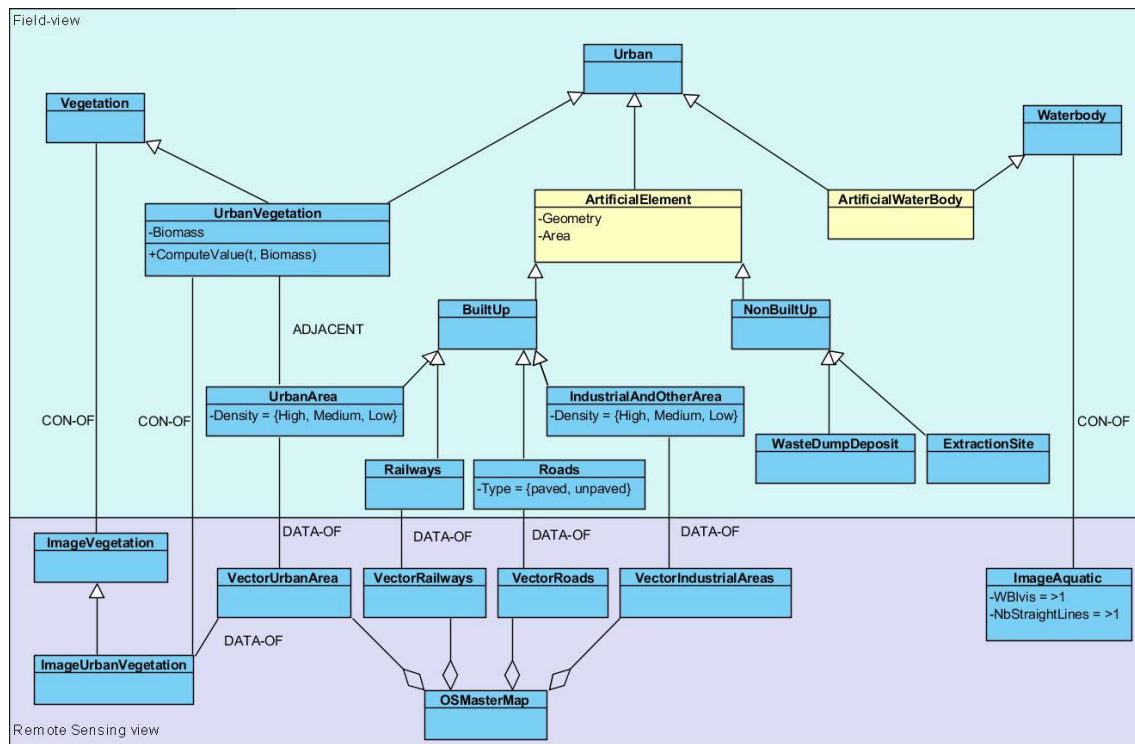 Field-view
Urban
Vegetation
Waterbody
UrbanVegetation
-Biomass
+ComputeValue(t, Biomass)
ArtificialElement
-Geometry
-Area
ArtificialWaterBody
BuiltUp
NonBuiltUp
ADJACENT
UrbanArea
-Density = {High, Medium, Low}
IndustrialAndOtherArea
-Density = {High, Medium, Low}
CON-OF
CON-OF
CON-OF
WasteDumpDeposit
ExtractionSite
Railways
Roads
-Type = {paved, unpaved}
DATA-OF
DATA-OF
DATA-OF
DATA-OF
ImageVegetation
VectorUrbanArea
VectorRailways
VectorRoads
VectorIndustrialAreas
ImageAquatic
-WBIvis = >1
-NbStraightLines = >1
DATA-OF
ImageUrbanVegetation
OSMasterMap
Remote Sensing view